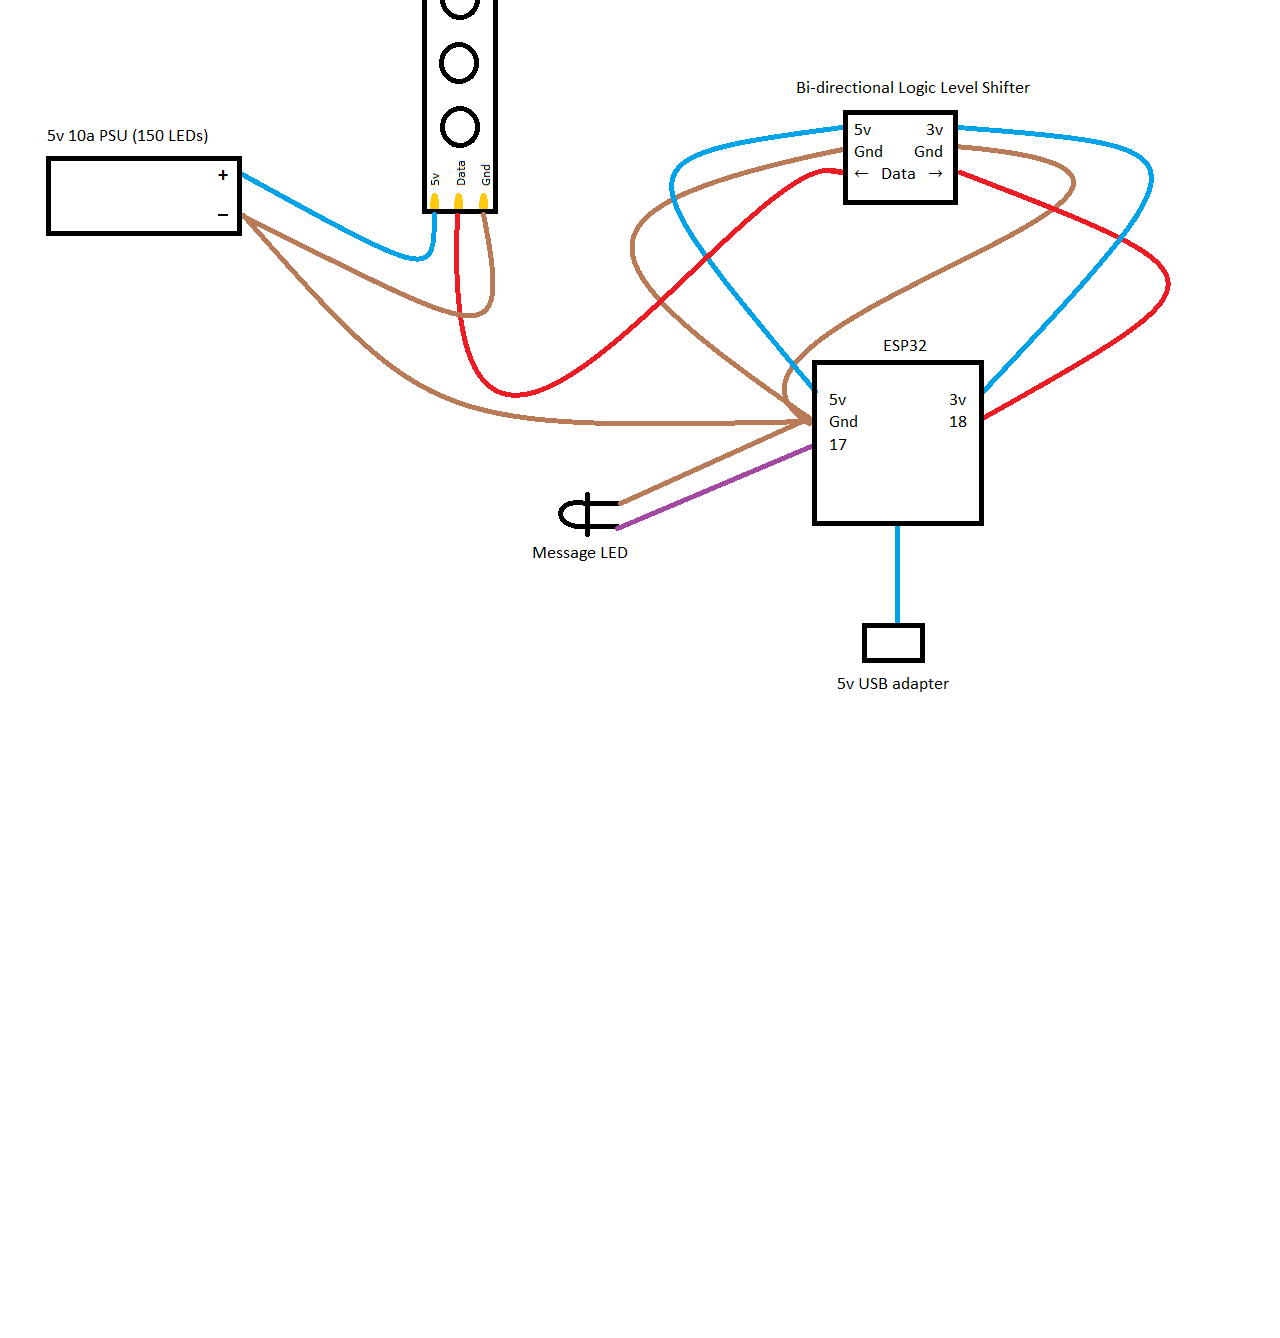 Bi-directional Logic Level Shifter
5v 10a PSU (150 LEDs)
+
−
5v
Data
Gnd
5v 3v
Gnd Gnd
← Data →
ESP32
5v 3v
Gnd 18
17
Message LED
5v USB adapter